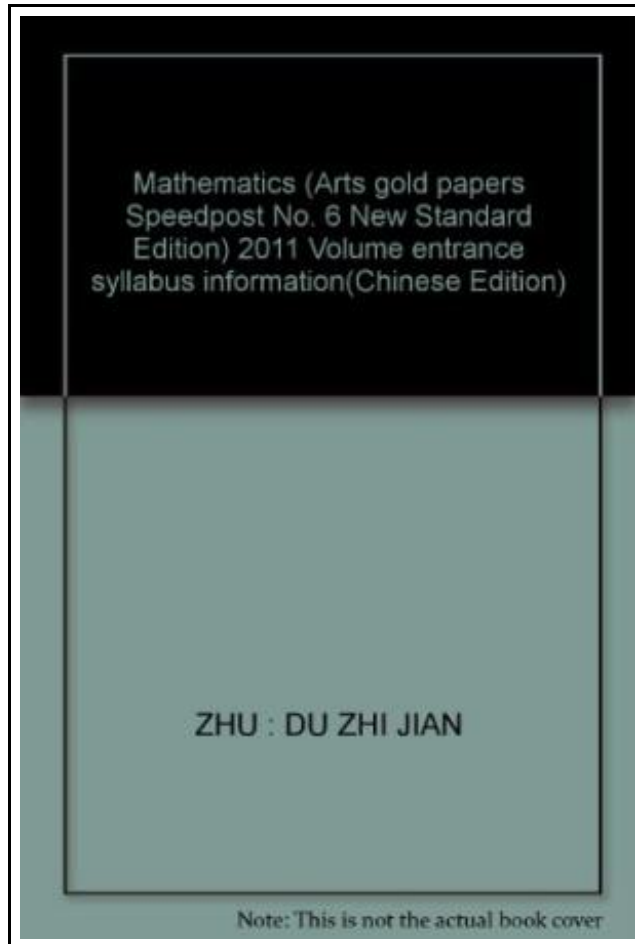 Mathematics (Arts gold papers
Speedpost No. 6 New Standard
Edition) 2011 Volume entrance
syllabus information(Chinese Edition)
ZHU : DU ZHI JIAN
Note: This is not the actual book cover